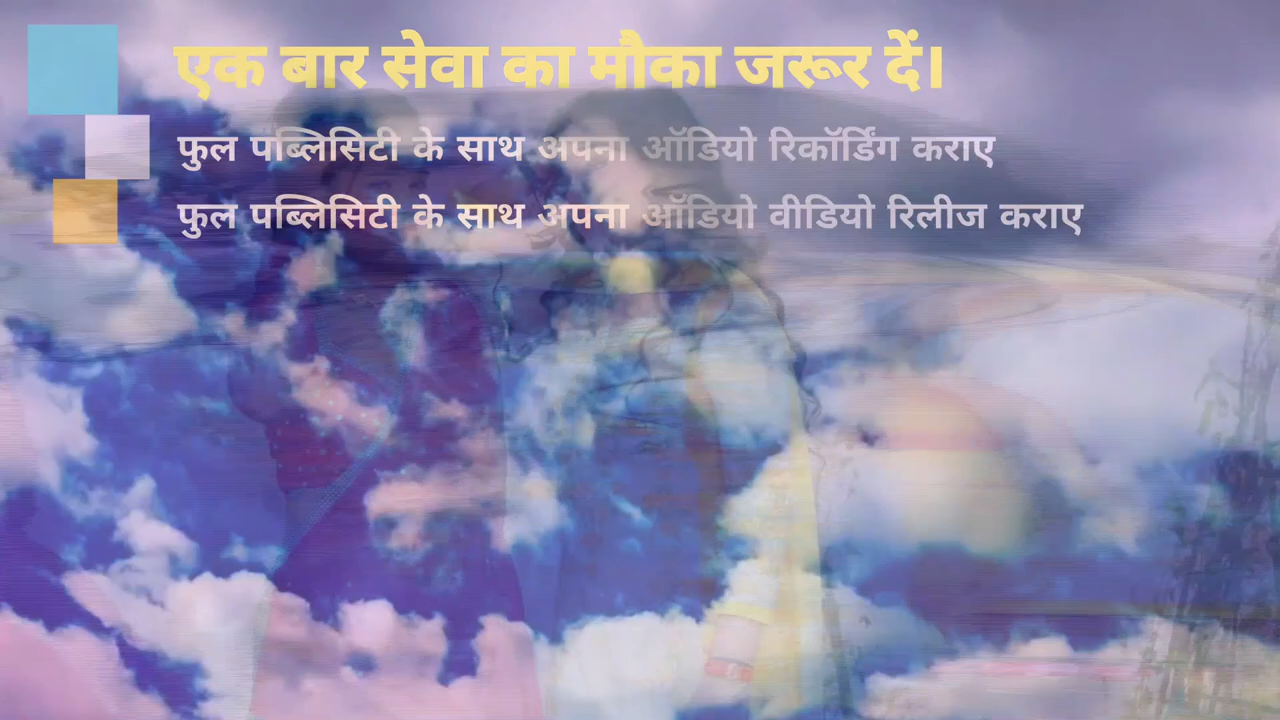 एक बार सेवा का मौका जरूर दें।
फुल पब्लिसिटी के साथ अपना ऑडियो रिकॉर्डिंग कराए
फुल पब्लिसिटी के साथ अपना ऑडियो वीडियो रिलीज कराए